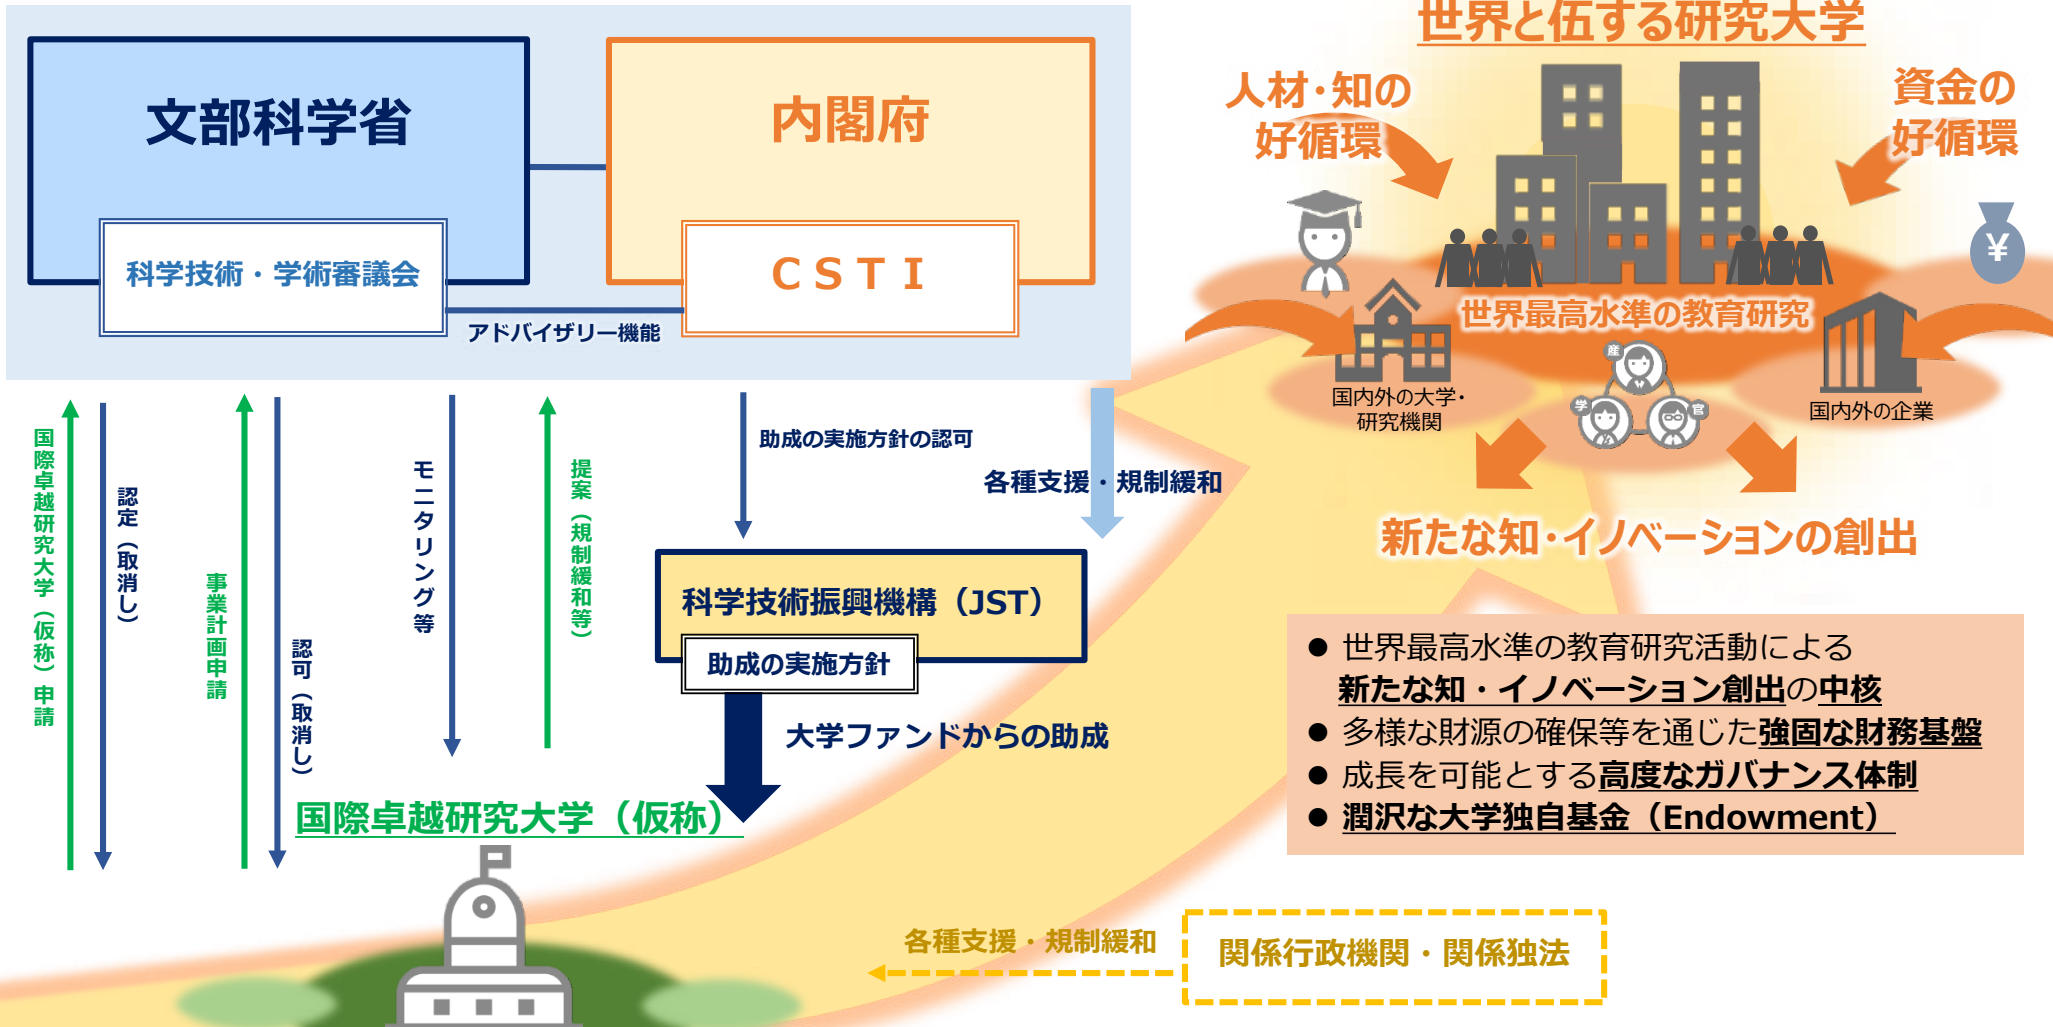 文部科学省
内閣府
科学技術・学術審議会
ＣＳＴＩ
アドバイザリー機能
国際卓越研究大学（仮称）申請
認定（取消し）
事業計画申請
認可（取消し）
モニタリング等
提案（規制緩和等）
助成の実施方針の認可
各種支援・規制緩和
科学技術振興機構（JST）
助成の実施方針
大学ファンドからの助成
国際卓越研究大学（仮称）
各種支援・規制緩和
関係行政機関・関係独法
世界と伍する研究大学
人材･知の
好循環
資金の
好循環
¥
世界最高水準の教育研究
産
学
官
国内外の大学･
研究機関
国内外の企業
新たな知･イノベーションの創出
● 世界最高水準の教育研究活動による
新たな知・イノベーション創出の中核
● 多様な財源の確保等を通じた強固な財務基盤
● 成長を可能とする高度なガバナンス体制
● 潤沢な大学独自基金（Endowment）